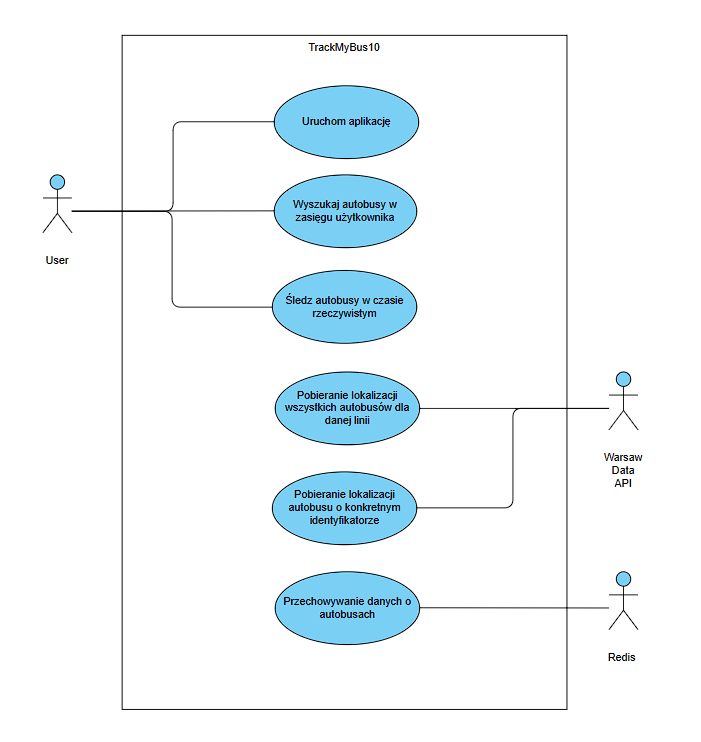 TrackMyBus10
Uruchom aplikację
Wyszukaj autobusy w
zasięgu użytkownika
User
Śledz autobusy w czasie
rzeczywistym
Pobieranie lokalizacji
wszystkich autobusów dla
danej linii
Warsaw
Data
API
Pobieranie lokalizacji
autobusu o konkretnym
identyfikatorze
Przechowywanie danych o
autobusach
Redis